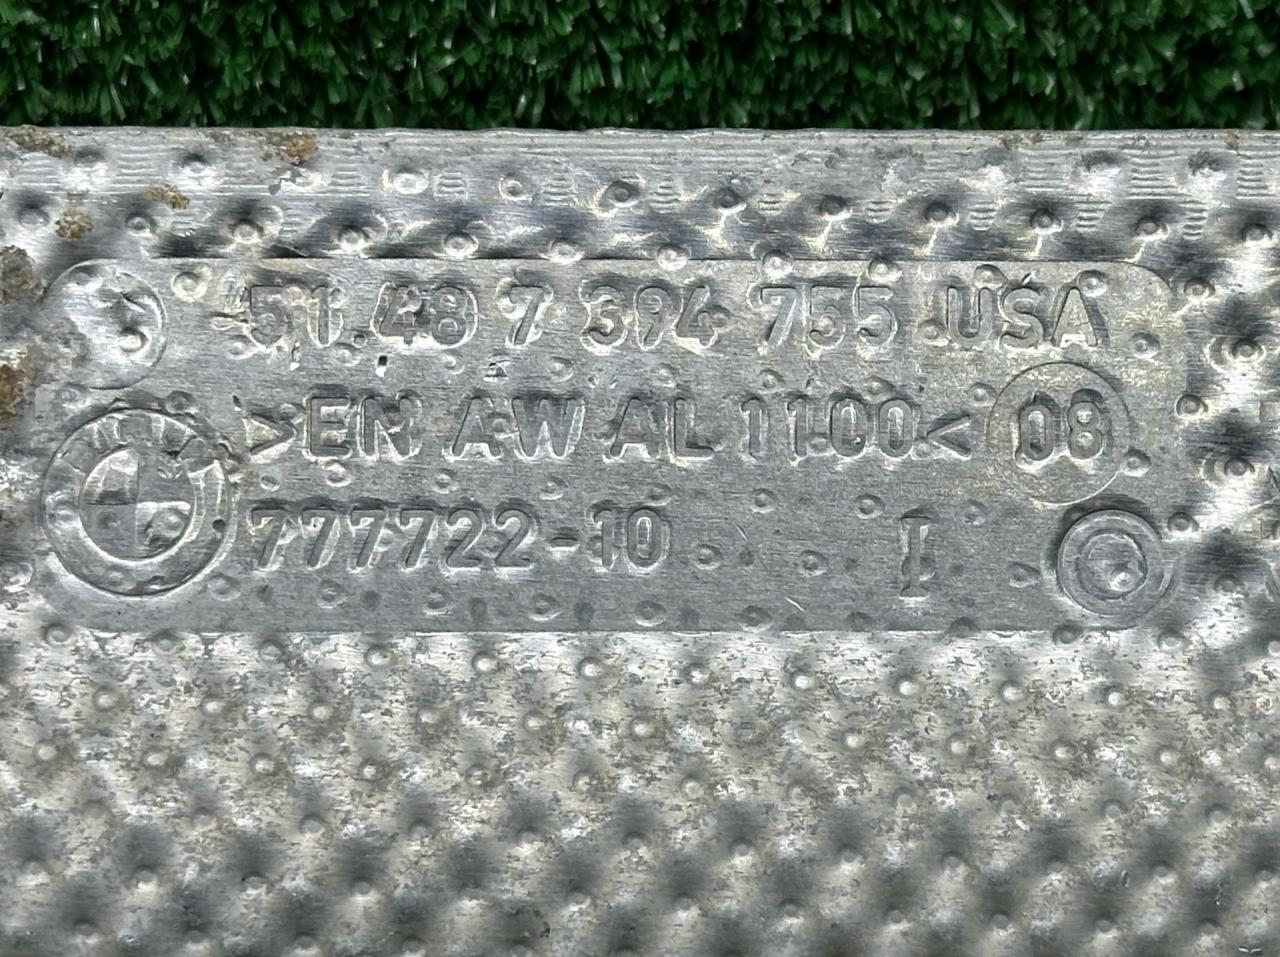 51.48 7 394 755 USA
>EN AW AL 1100< 08
777722-10 I